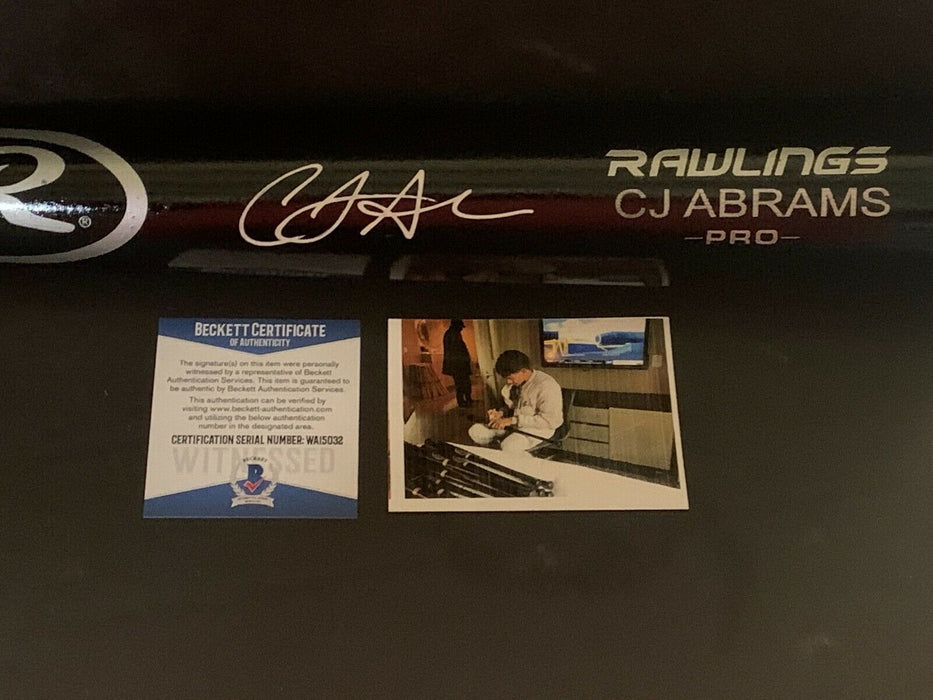 R ®
CJ A
RAWLINGS
CJ ABRAMS
-PRO-
BECKETT CERTIFICATE
OF AUTHENTICITY
The signature(s) on this item were personally
witnessed by a representative of Beckett
Authentication Services. This item is guaranteed to
be authentic by Beckett Authentication Services.
This authentication can be verified by
visiting www.beckett-authentication.com
and utilizing the below authentication
number in the designated area.
CERTIFICATION SERIAL NUMBER: WA15032
WITNESSED
BECKETT
B